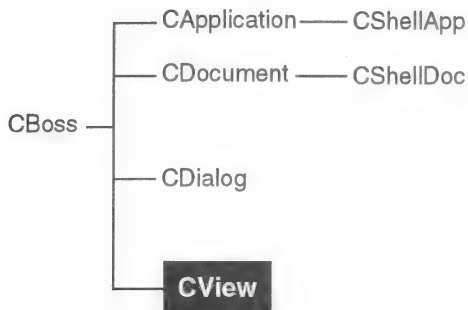 CApplication CShellApp
CDocument CShellDoc
CBoss
CDialog
CView